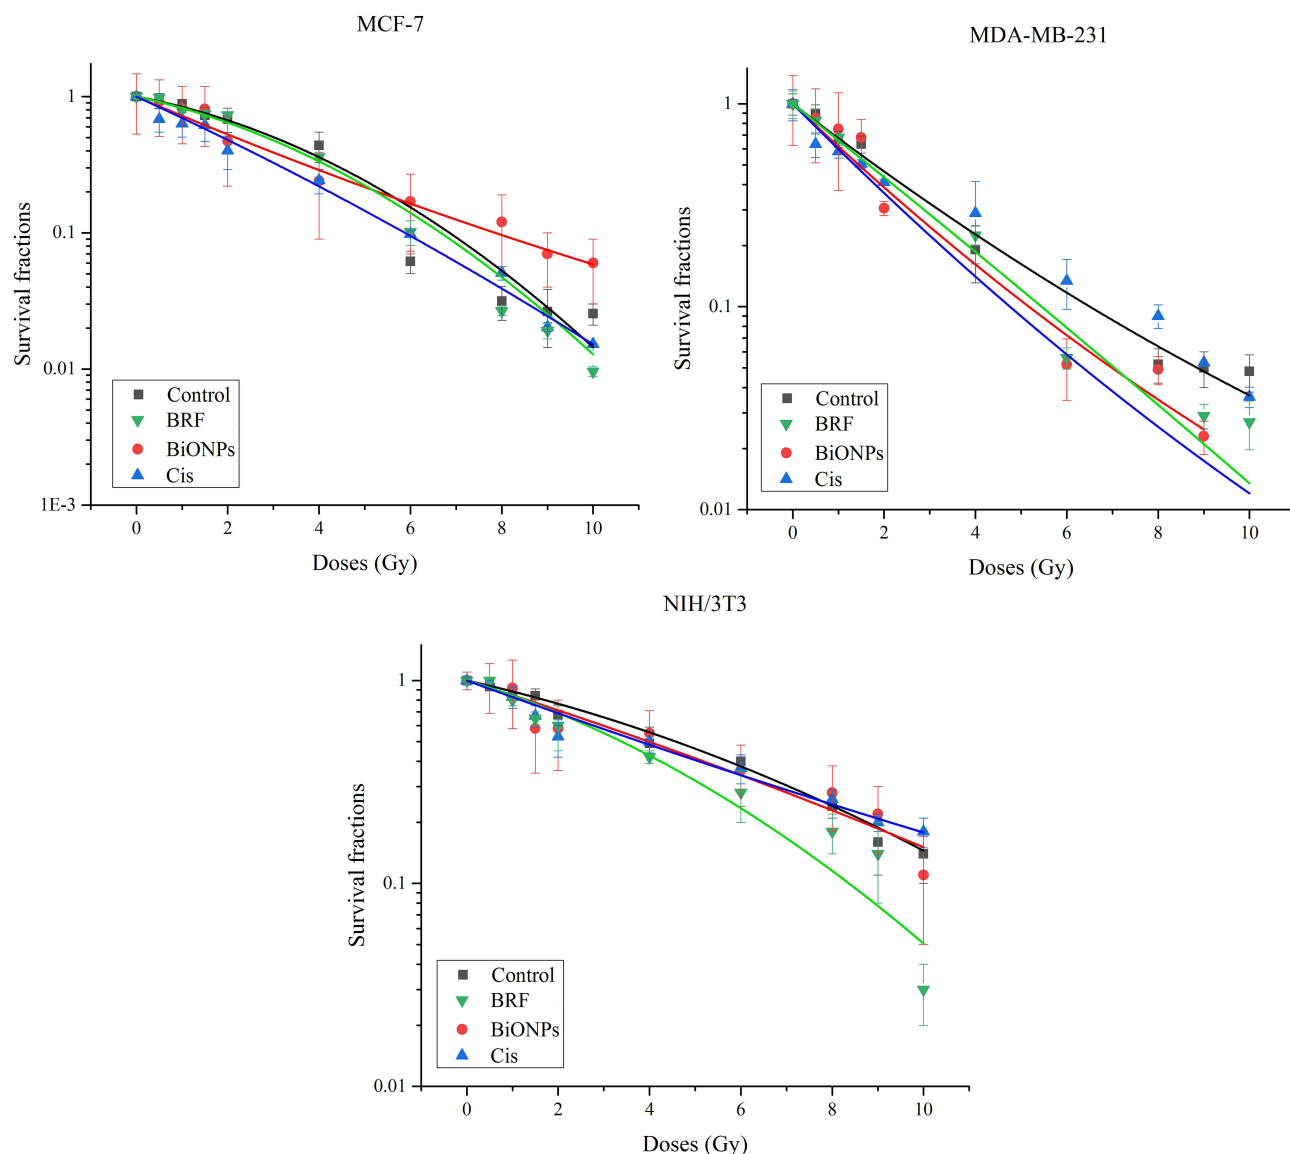 MCF-7
Survival fractions
1
0.1
0.01
1E-3
Control
BRF
BiONPs
Cis
0 2 4 6 8 10
Doses (Gy)
MDA-MB-231
Survival fractions
1
0.1
0.01
Control
BRF
BiONPs
Cis
0 2 4 6 8 10
Doses (Gy)
NIH/3T3
Survival fractions
1
0.1
0.01
Control
BRF
BiONPs
Cis
0 2 4 6 8 10
Doses (Gy)